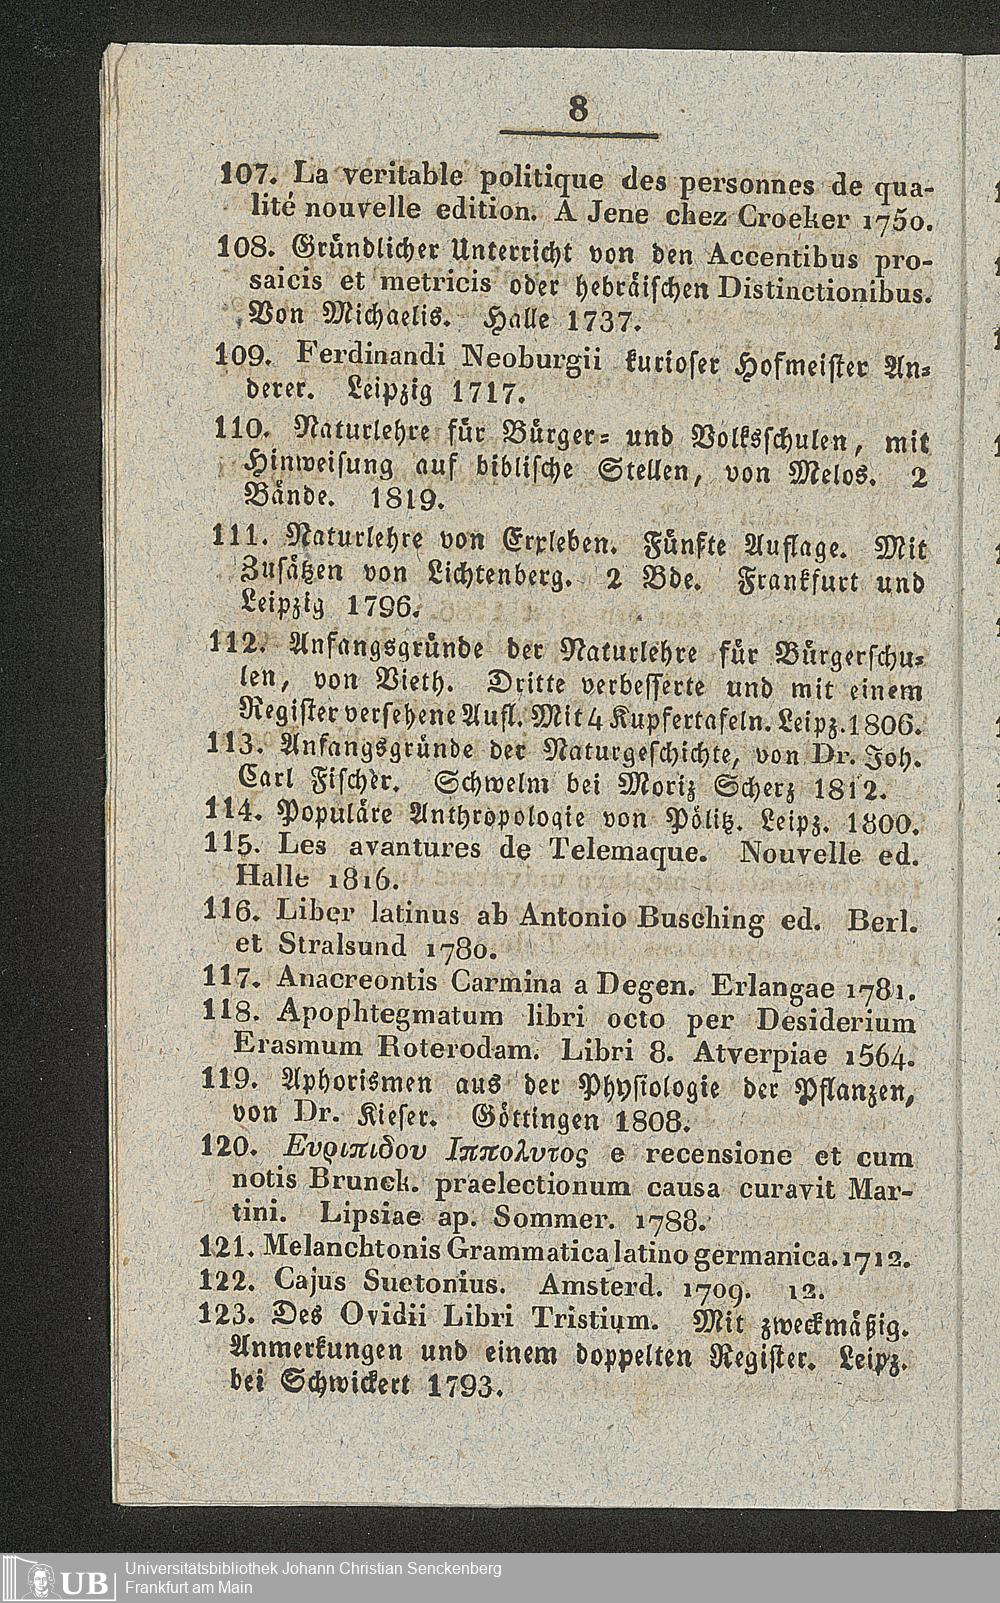 8
107. La veritable politique des personnes de qua-
lité nouvelle edition. A Jene chez Croeker 1750.
108. Gründlicher Unterricht von den Accentibus pro-
saicis et metricis oder hebräischen Distinctionibus.
Von Michaelis. Halle 1737.
109. Ferdinandi Neoburgii kurioser Hofmeister An-
derer. Leipzig 1717.
110. Naturlehre für Bürger- und Volksschulen, mit
Hinweisung auf biblische Stellen, von Melos. 2
Bände. 1819.
111. Naturlehre von Erxleben. Fünfte Auflage. Mit
Zusätzen von Lichtenberg. 2 Bde. Frankfurt und
Leipzig 1796.
112. Anfangsgründe der Naturlehre für Bürgerschu-
len, von Vieth. Dritte verbesserte und mit einem
Register versehene Aufl. Mit 4 Kupfertafeln. Leipz. 1806.
113. Anfangsgründe der Naturgeschichte, von Dr. Joh.
Carl Fischer. Schwelm bei Moriz Scherz 1812.
114. Populäre Anthropologie von Pölitz. Leipz. 1800.
115. Les avantures de Telemaque. Nouvelle ed.
Halle 1816.
116. Liber latinus ab Antonio Busching ed. Berl.
et Stralsund 1780.
117. Anacreontis Carmina a Degen. Erlangae 1781.
118. Apophtegmatum libri octo per Desiderium
Erasmum Roterodam. Libri 8. Atverpiae 1564.
119. Aphorismen aus der Physiologie der Pflanzen,
von Dr. Kieser. Göttingen 1808.
120. Ευριπιδου Ιππολυτος e recensione et cum
notis Brunck. praelectionum causa curavit Mar-
tini. Lipsiae ap. Sommer. 1788.
121. Melanchtonis Grammatica latino germanica. 1712.
122. Cajus Suetonius. Amsterd. 1709. 12.
123. Des Ovidii Libri Tristium. Mit zweckmäßig.
Anmerkungen und einem doppelten Register. Leipz.
bei Schwickert 1793.
UB
Universitätsbibliothek Johann Christian Senckenberg
Frankfurt am Main